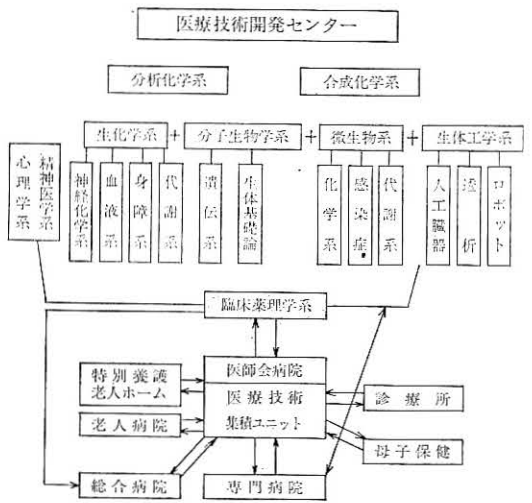 医療技術開発センター
分析化学系
合成化学系
生化学系 + 分子生物学系 + 微生物系 + 生体工学系
精神医学系
心理学系
神経化学系
血液系
身障系
代謝系
遺伝系
生体基礎論
化学系
感染症
代謝系
人工臓器
透析
ロボット
臨床薬理学系
医師会病院
医療技術
集積ユニット
特別養護
老人ホーム
老人病院
診療所
母子保健
総合病院
専門病院